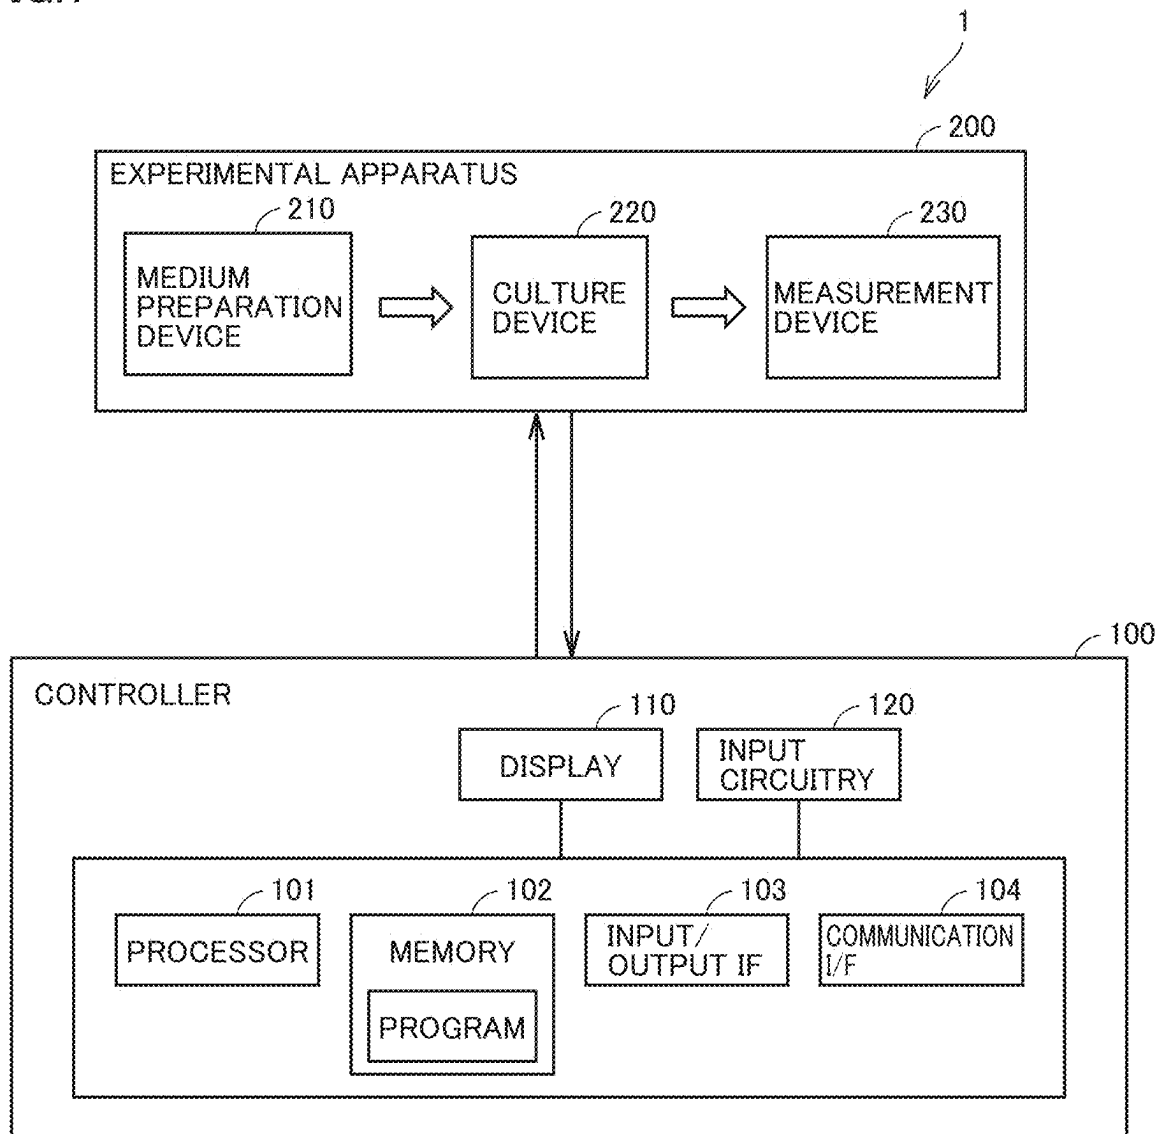 1
200
EXPERIMENTAL APPARATUS
210
220
230
MEDIUM
PREPARATION
DEVICE
CULTURE
DEVICE
MEASUREMENT
DEVICE
100
CONTROLLER
110
120
DISPLAY
INPUT
CIRCUITRY
101
102
103
104
PROCESSOR
MEMORY
PROGRAM
INPUT/
OUTPUT IF
COMMUNICATION
I/F